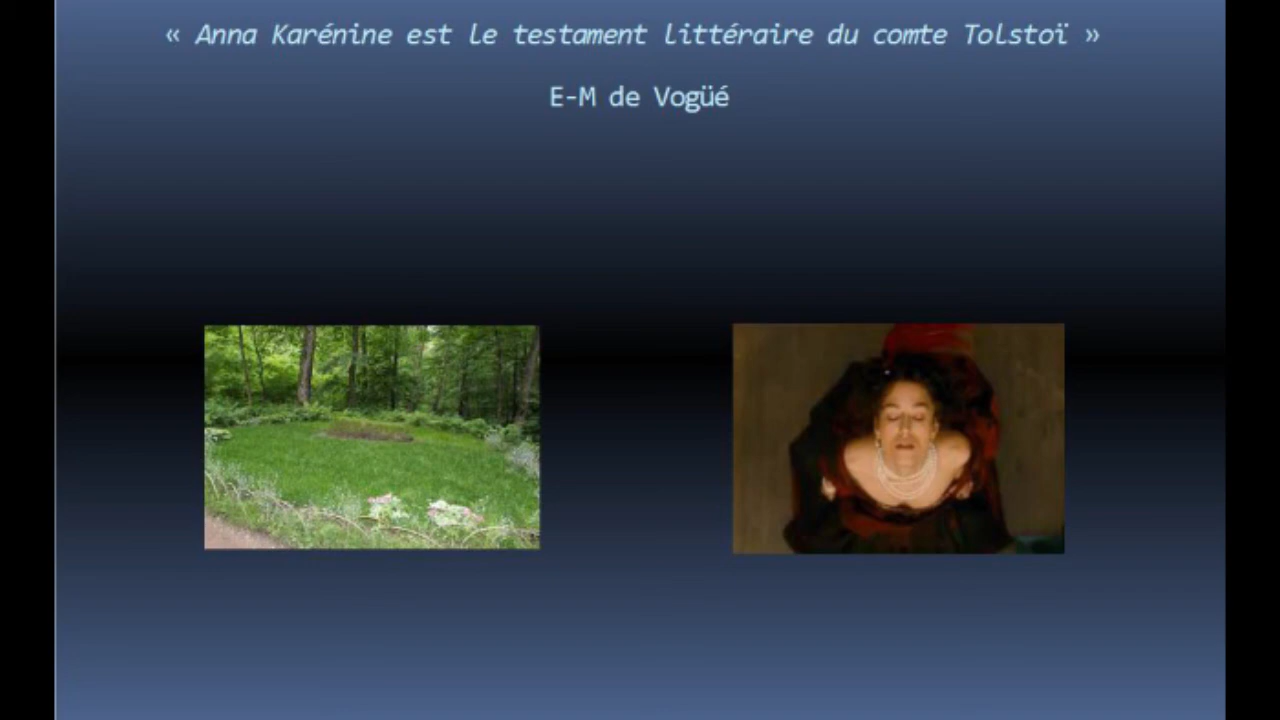 « Anna Karénine est le testament littéraire du comte Tolstoï »
E-M de Vogüé